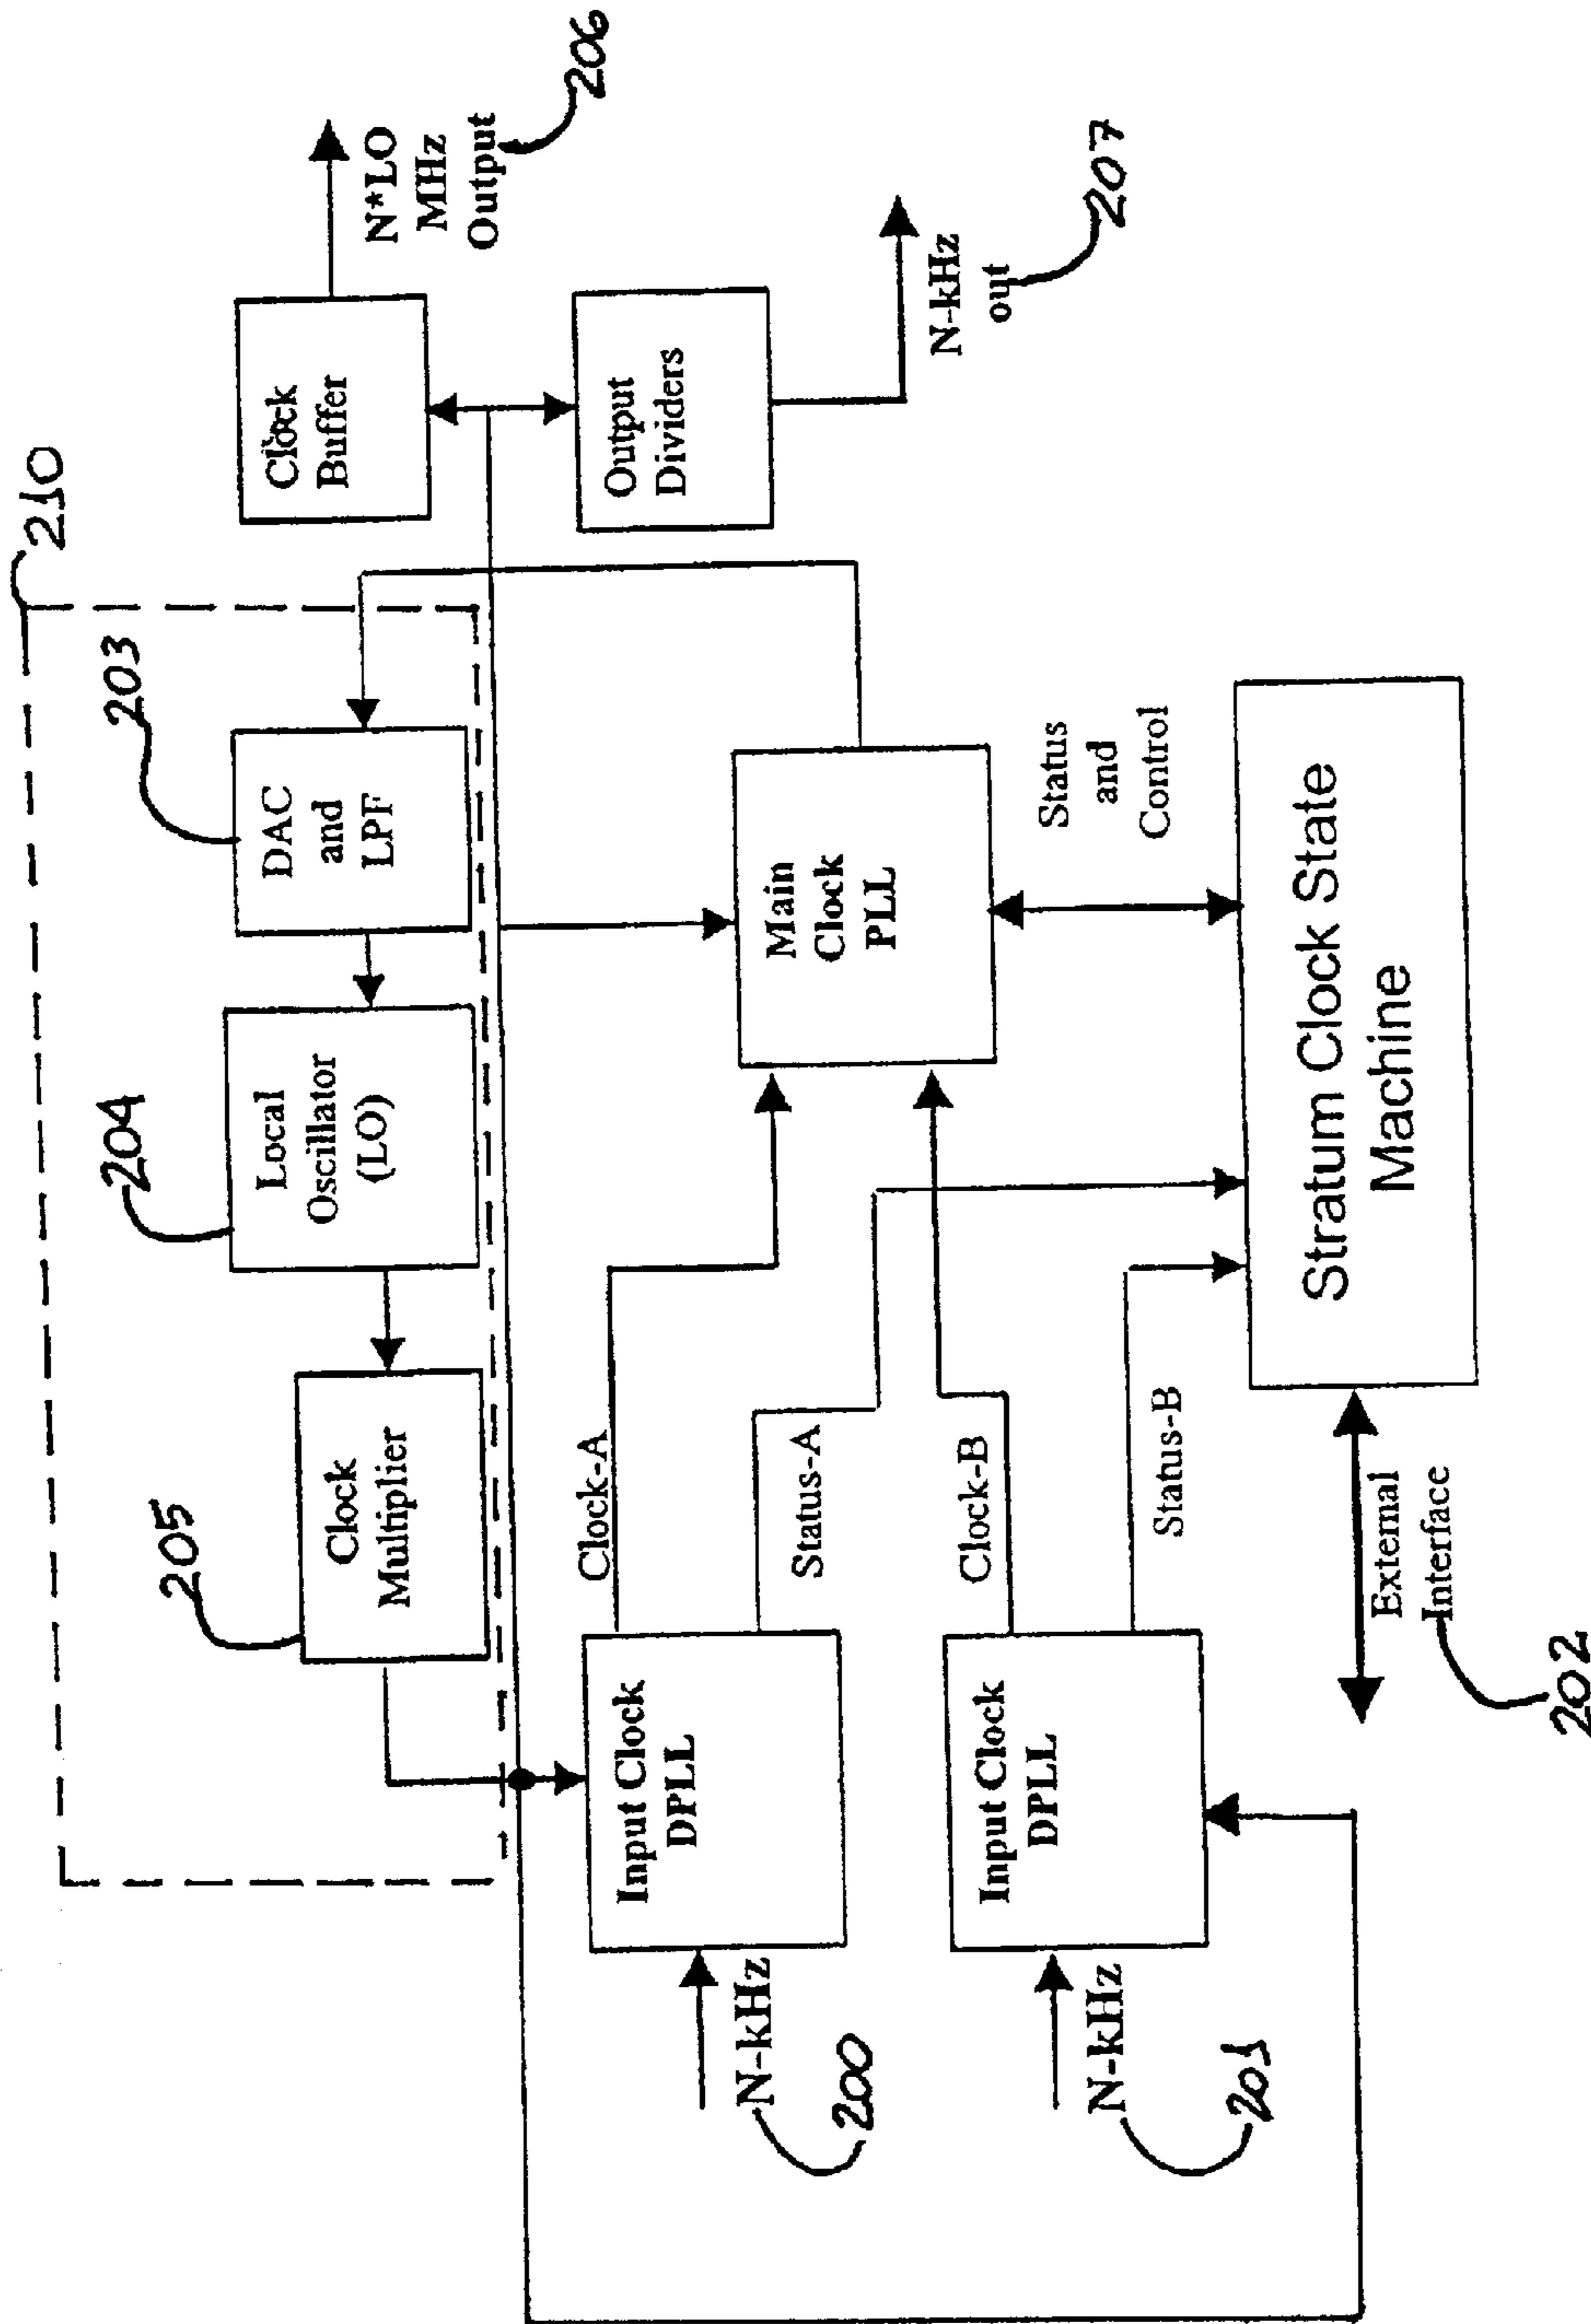 210
203
DAC
and
LPF
204
Local
Oscillator
(LO)
205
Clock
Multiplier
Clock
Buffer
N*LO
MHz
Output
206
Output
Dividers
N-kHz
out
207
Main
Clock
PLL
Clock-A
Status-A
Clock-B
Status-B
Status
and
Control
Input Clock
DPLL
Input Clock
DPLL
N-kHz
200
N-kHz
201
Stratum Clock State
Machine
External
Interface
202